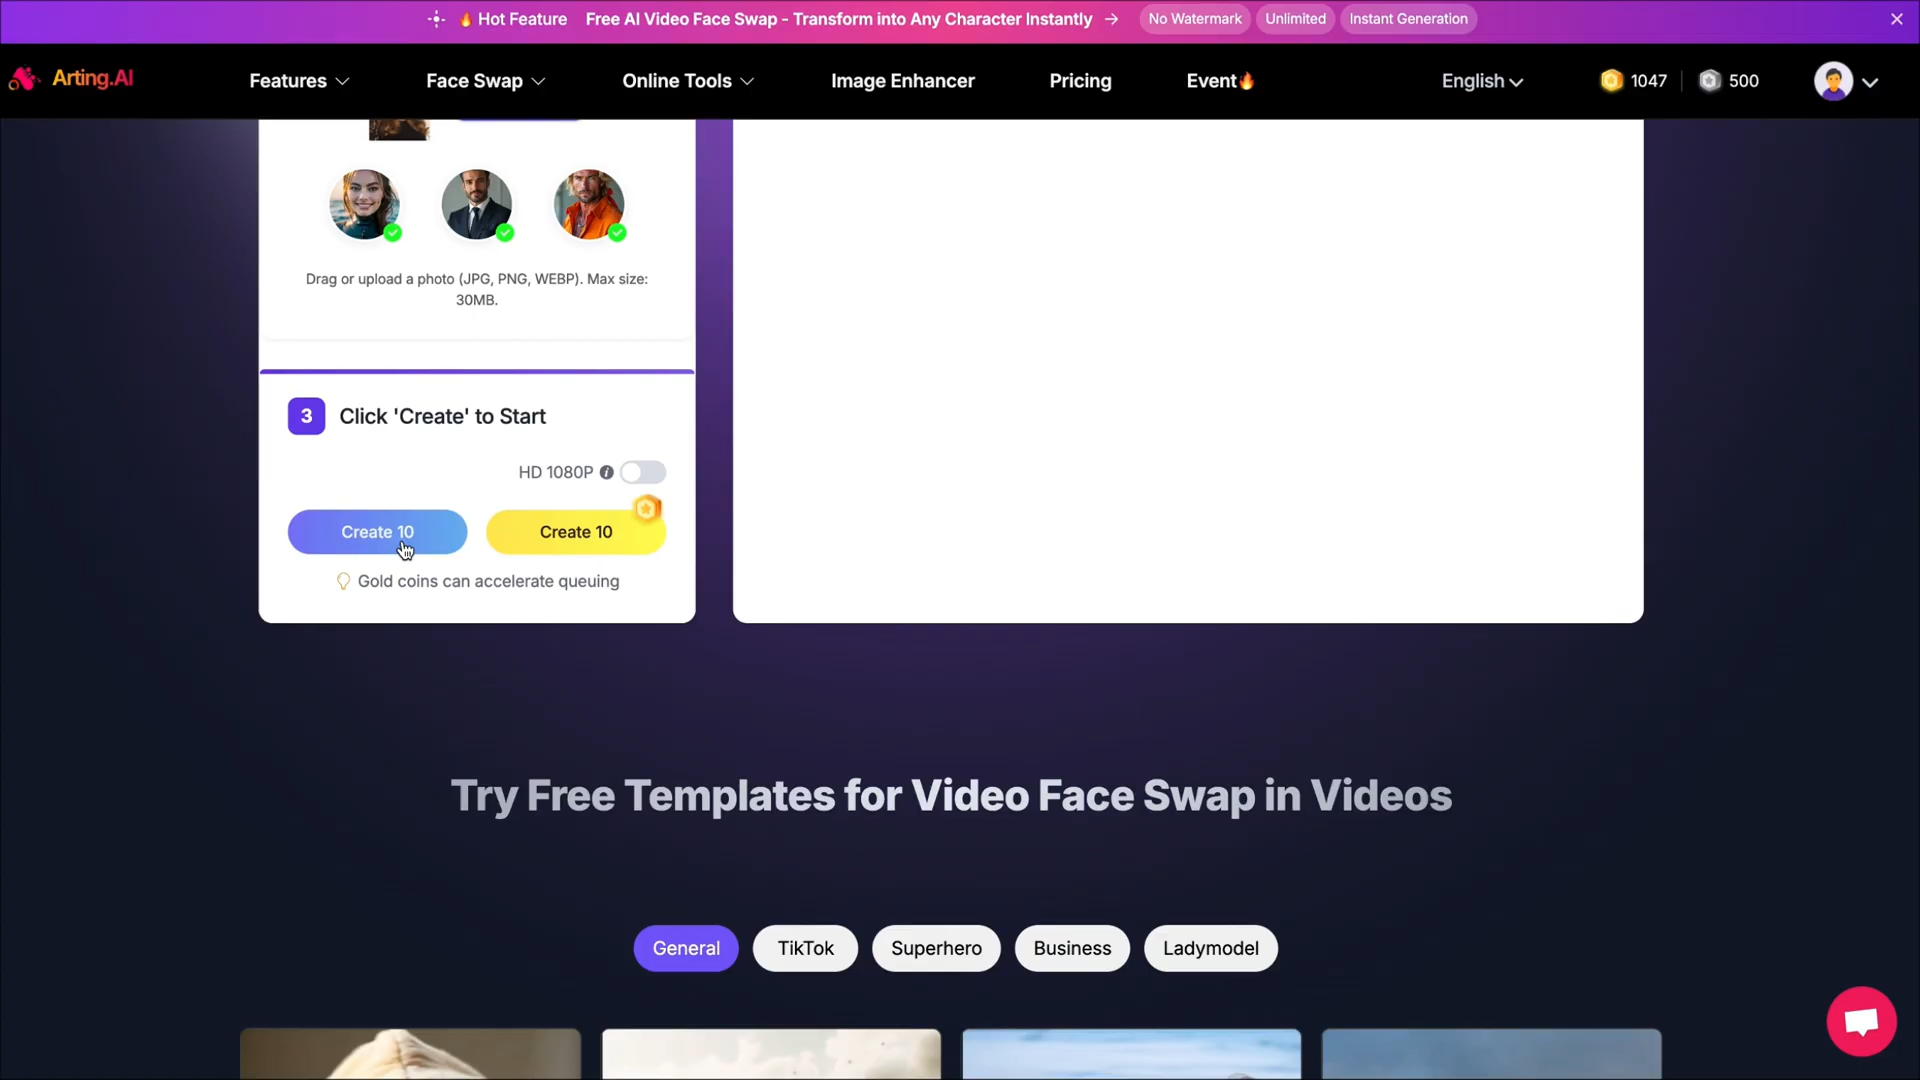 🔥 Hot Feature Free AI Video Face Swap - Transform into Any Character Instantly → No Watermark Unlimited Instant Generation
Arting.AI Features Face Swap Online Tools Image Enhancer Pricing Event🔥 English 1047 500
Drag or upload a photo (JPG, PNG, WEBP). Max size:
30MB.
3 Click 'Create' to Start
HD 1080P
Create 10 Create 10
Gold coins can accelerate queuing
Try Free Templates for Video Face Swap in Videos
General TikTok Superhero Business Ladymodel